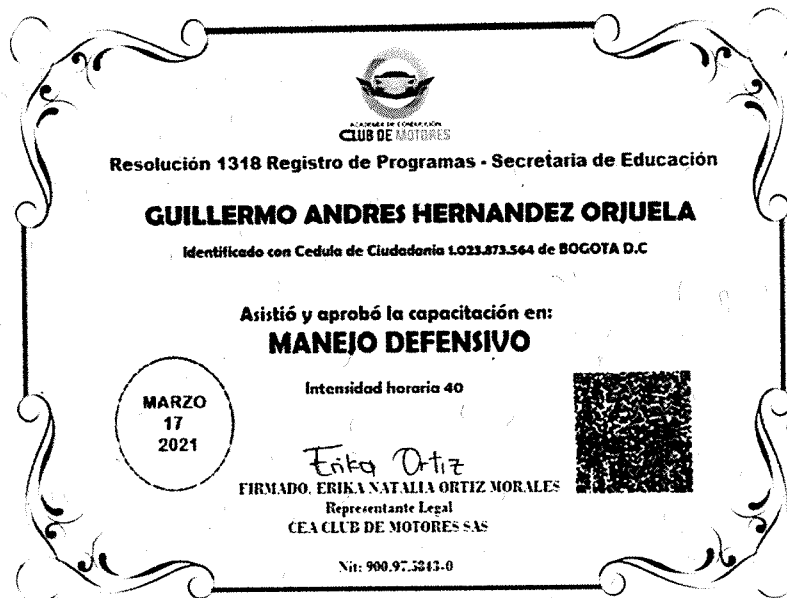 ACADEMIA DE CONDUCCIÓN
CLUB DE MOTORES
Resolución 1318 Registro de Programas - Secretaria de Educación
GUILLERMO ANDRES HERNANDEZ ORJUELA
Identificado con Cedula de Ciudadania 1.023.873.564 de BOGOTA D.C
Asistió y aprobó la capacitación en:
MANEJO DEFENSIVO
Intensidad horaria 40
MARZO
17
2021
Erika Ortiz
FIRMADO. ERIKA NATALIA ORTIZ MORALES
Representante Legal
CEA CLUB DE MOTORES SAS
Nit: 900.97.5843-0